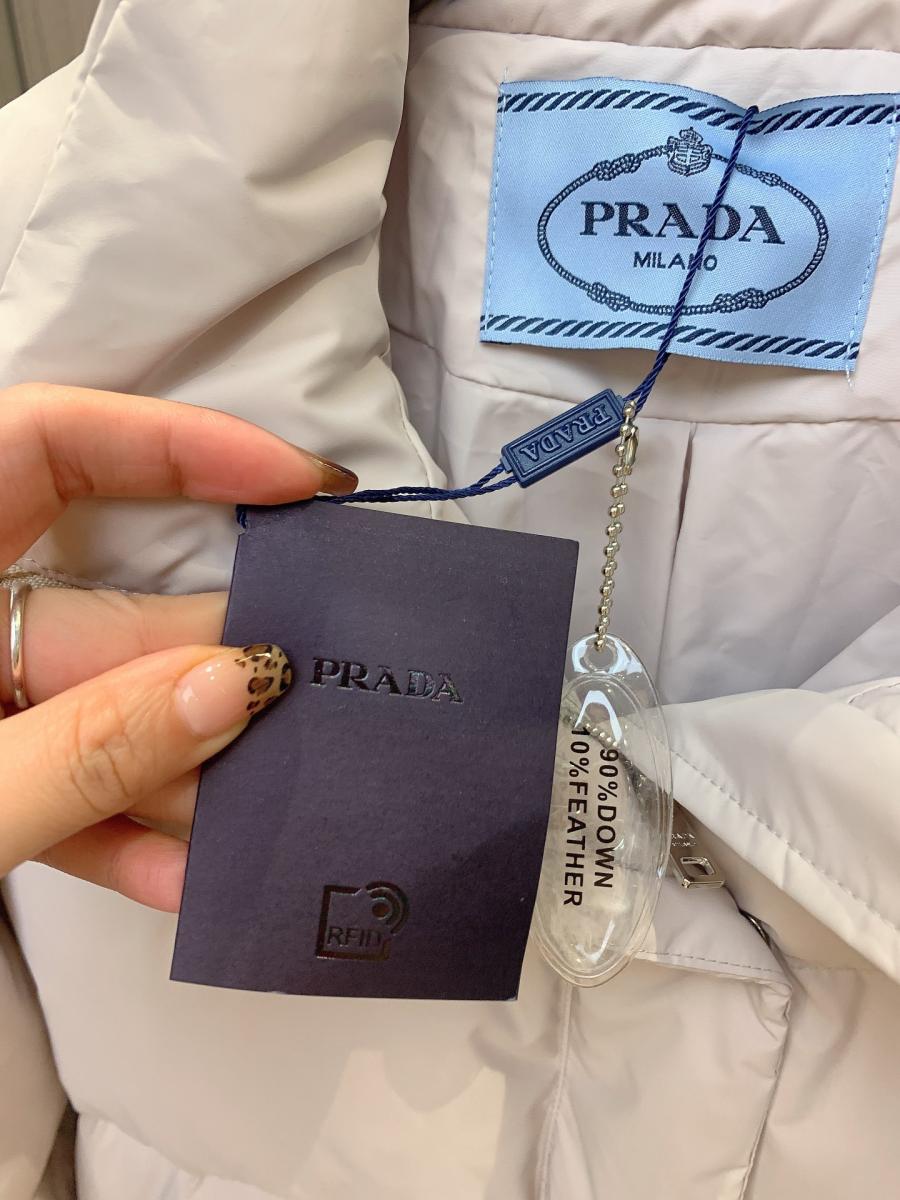 PRADA
MILANO
PRADA
PRADA
90%DOWN
10%FEATHER
RFID